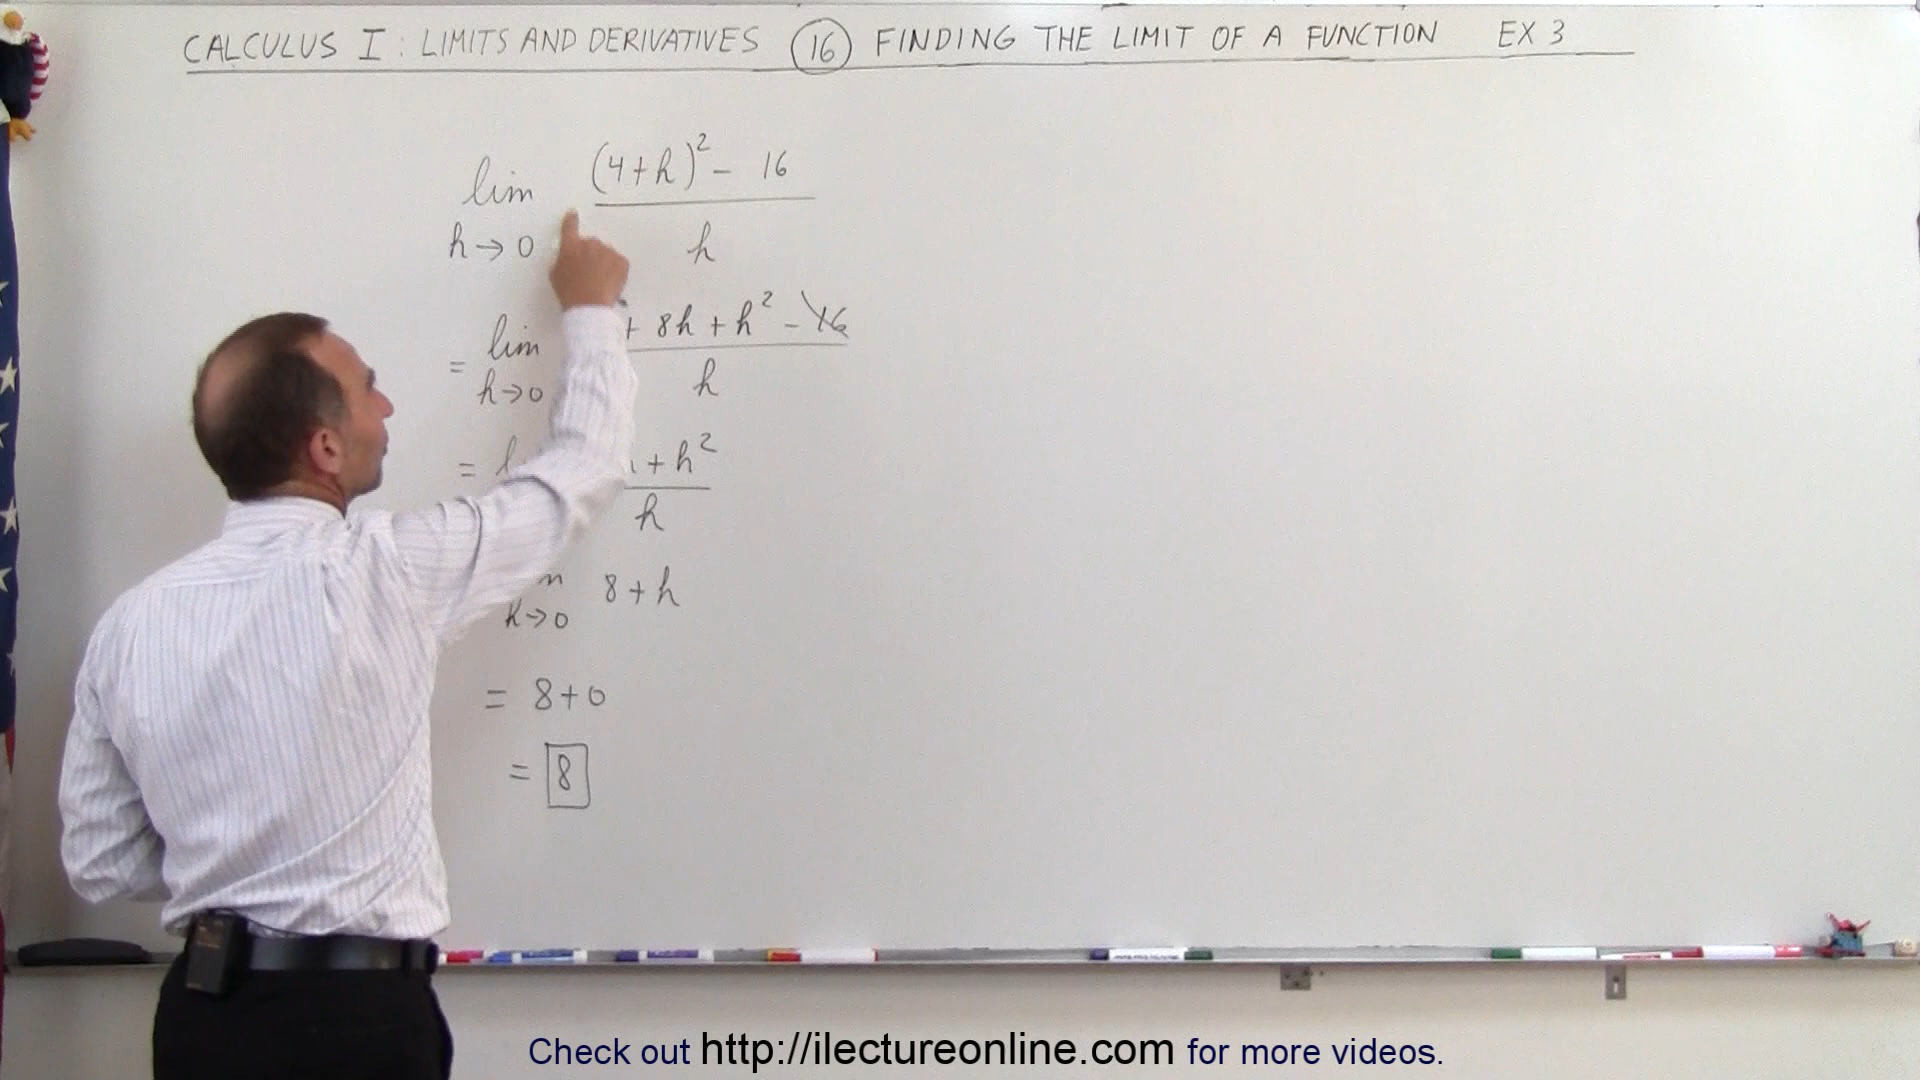 CALCULUS I : LIMITS AND DERIVATIVES 16 FINDING THE LIMIT OF A FUNCTION EX 3
lim (4+h)² - 16
h→0 h
= lim + 8h + h² - 16
h→0 h
= + h²
h
8 + h
h→0
= 8+0
= 8
Check out http://ilectureonline.com for more videos.